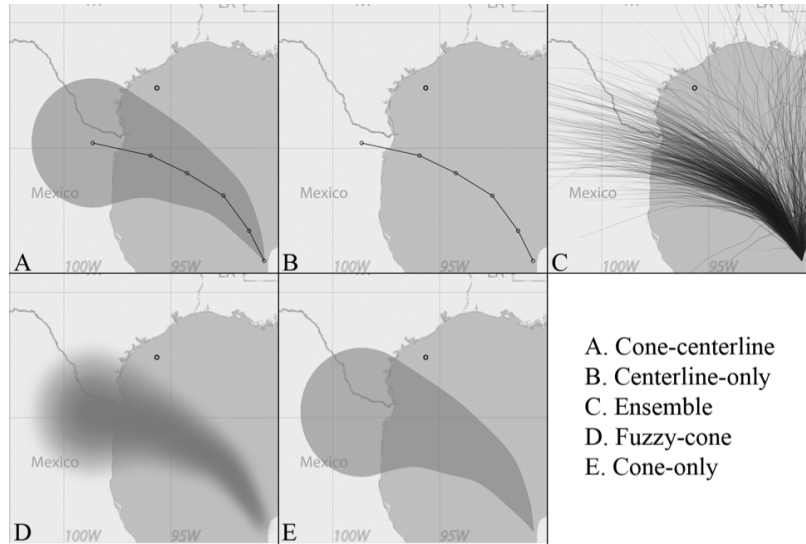 Mexico
100W
95W
A
Mexico
100W
95W
B
Mexico
95W
C
Mexico
100W
95W
D
Mexico
100W
95W
E
A. Cone-centerline
B. Centerline-only
C. Ensemble
D. Fuzzy-cone
E. Cone-only